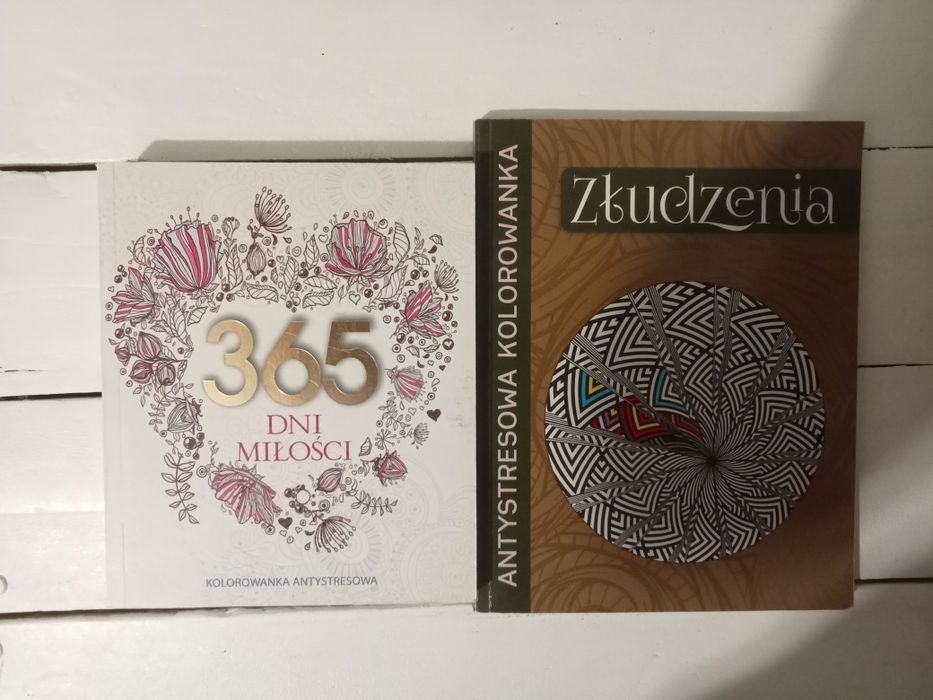 365
DNI
MIŁOŚCI
KOLOROWANKA ANTYSTRESOWA
ANTYSTRESOWA KOLOROWANKA
Złudzenia